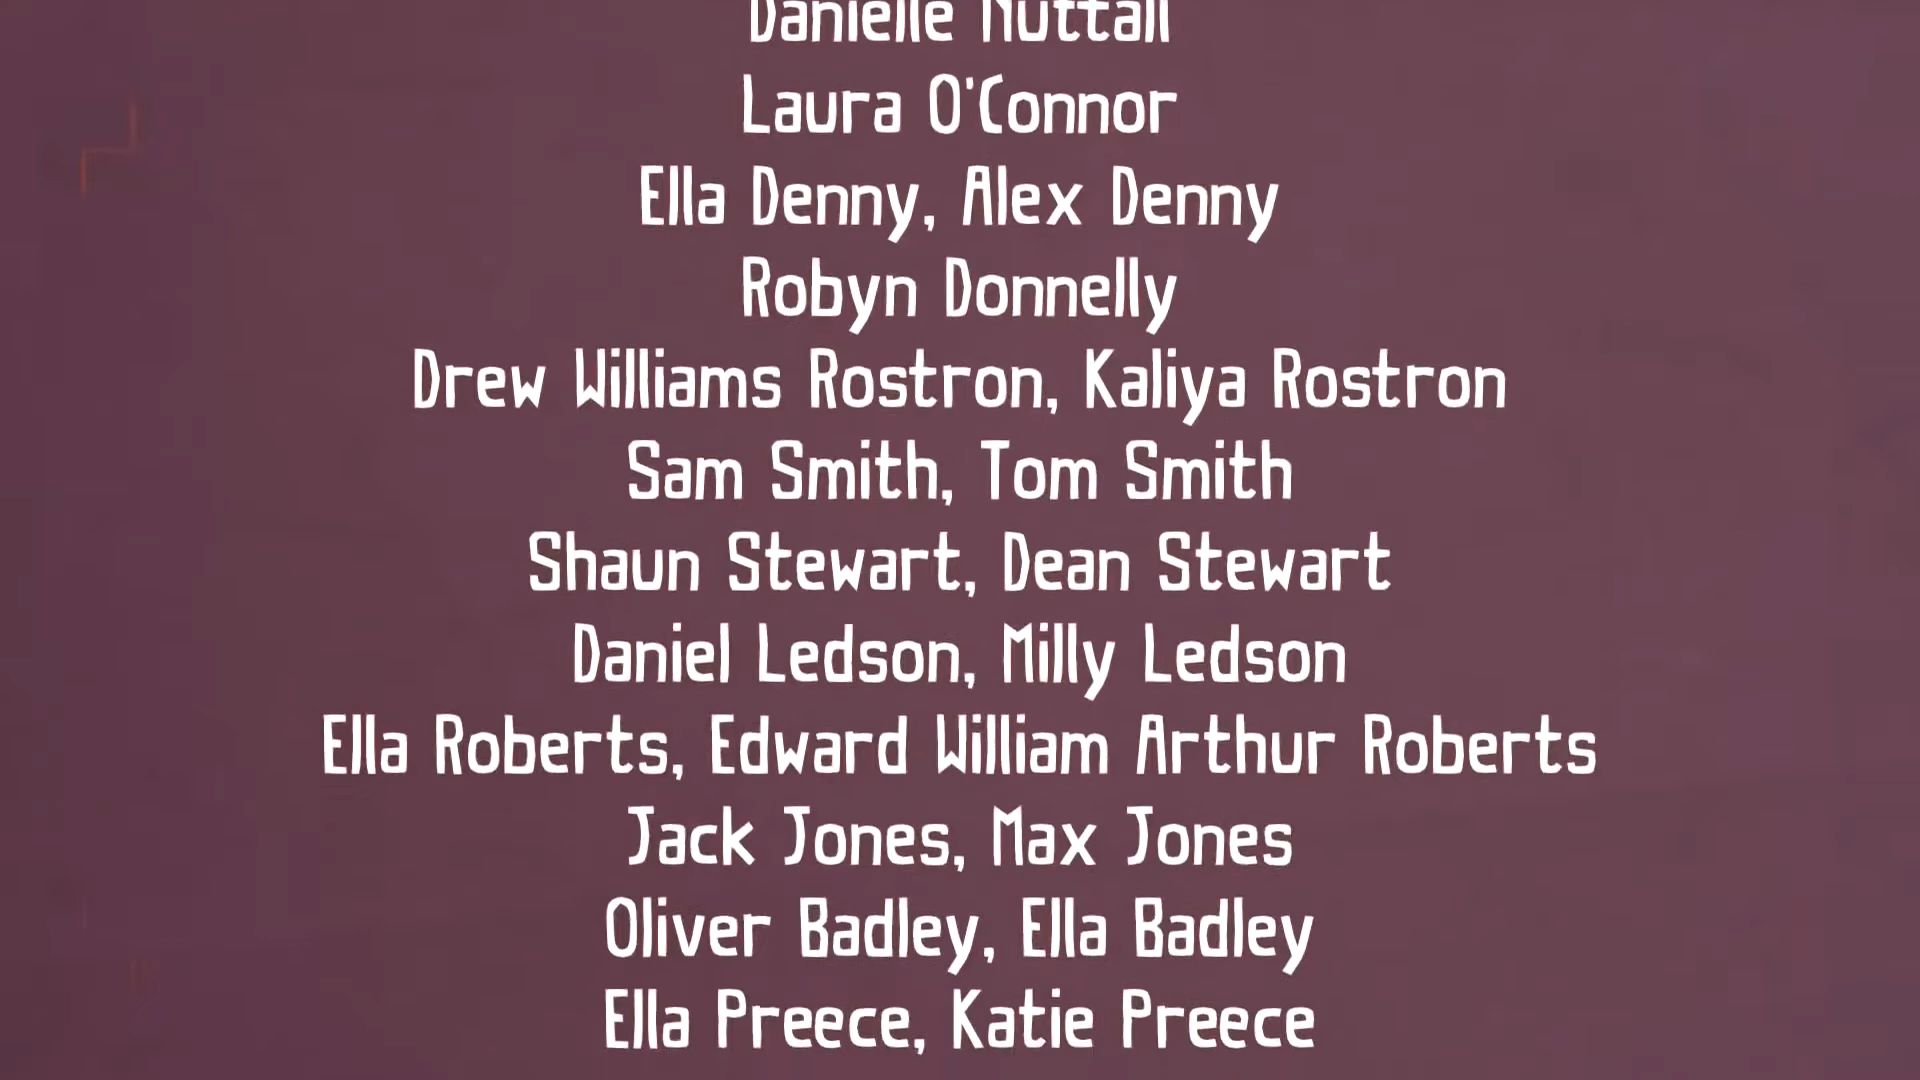 Danielle Nuttall
Laura O'Connor
Ella Denny, Alex Denny
Robyn Donnelly
Drew Williams Rostron, Kaliya Rostron
Sam Smith, Tom Smith
Shaun Stewart, Dean Stewart
Daniel Ledson, Milly Ledson
Ella Roberts, Edward William Arthur Roberts
Jack Jones, Max Jones
Oliver Badley, Ella Badley
Ella Preece, Katie Preece